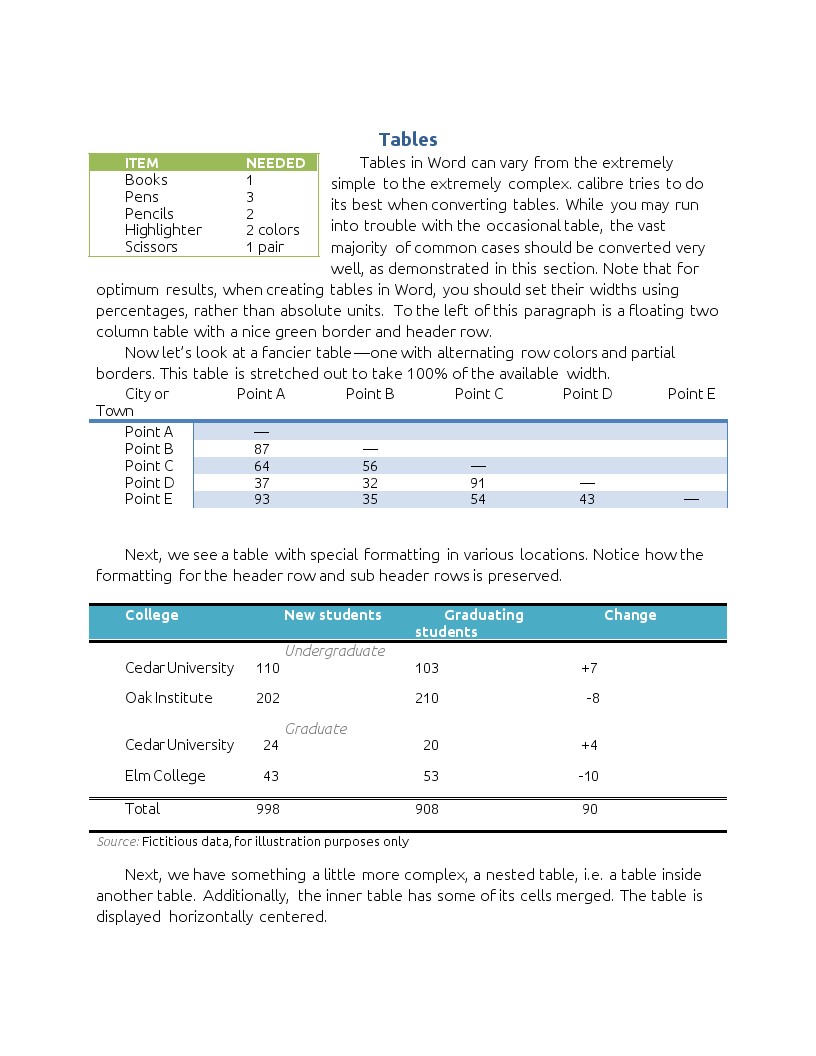 Tables
ITEM NEEDED
Books 1
Pens 3
Pencils 2
Highlighter 2 colors
Scissors 1 pair
Tables in Word can vary from the extremely
simple to the extremely complex. calibre tries to do
its best when converting tables. While you may run
into trouble with the occasional table, the vast
majority of common cases should be converted very
well, as demonstrated in this section. Note that for
optimum results, when creating tables in Word, you should set their widths using
percentages, rather than absolute units. To the left of this paragraph is a floating two
column table with a nice green border and header row.
Now let’s look at a fancier table—one with alternating row colors and partial
borders. This table is stretched out to take 100% of the available width.
City or Point A Point B Point C Point D Point E
Town
Point A —
Point B 87 —
Point C 64 56 —
Point D 37 32 91 —
Point E 93 35 54 43 —
Next, we see a table with special formatting in various locations. Notice how the
formatting for the header row and sub header rows is preserved.
College New students Graduating Change
students
Undergraduate
Cedar University 110 103 +7
Oak Institute 202 210 -8
Graduate
Cedar University 24 20 +4
Elm College 43 53 -10
Total 998 908 90
Source: Fictitious data, for illustration purposes only
Next, we have something a little more complex, a nested table, i.e. a table inside
another table. Additionally, the inner table has some of its cells merged. The table is
displayed horizontally centered.